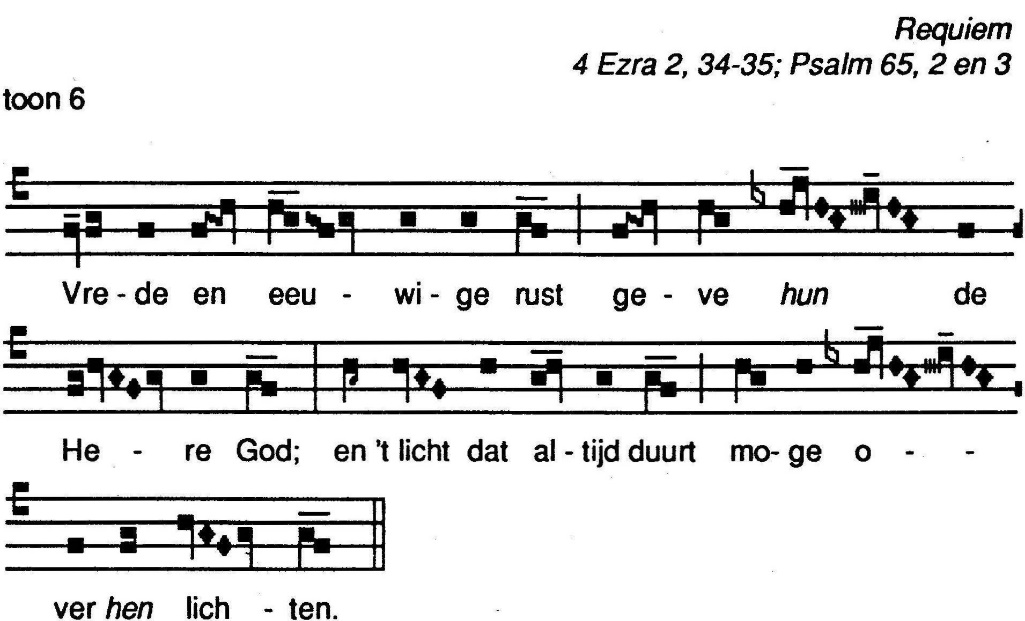 Requiem
4 Ezra 2, 34-35; Psalm 65, 2 en 3
toon 6
Vre - de en eeu - wi - ge rust ge - ve hun de
He - re God; en 't licht dat al - tijd duurt mo- ge o - -
ver hen lich - ten.